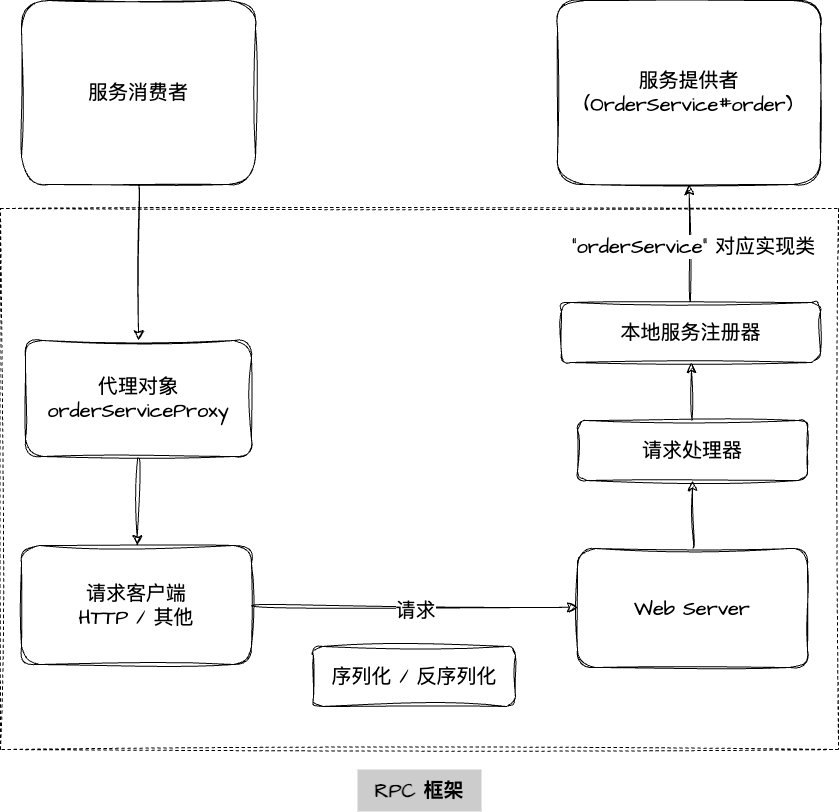 服务消费者
服务提供者
(OrderService#order)
"orderService" 对应实现类
本地服务注册器
代理对象
orderServiceProxy
请求处理器
请求客户端
HTTP / 其他
请求
Web Server
序列化 / 反序列化
RPC 框架